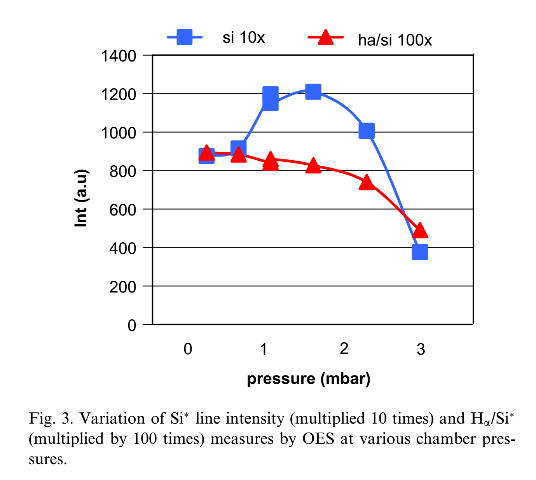 si 10x ha/si 100x
1400
1200
1000
800
600
400
200
0
Int (a.u)
0 1 2 3
pressure (mbar)
Fig. 3. Variation of Si* line intensity (multiplied 10 times) and Hα/Si*
(multiplied by 100 times) measures by OES at various chamber pres-
sures.